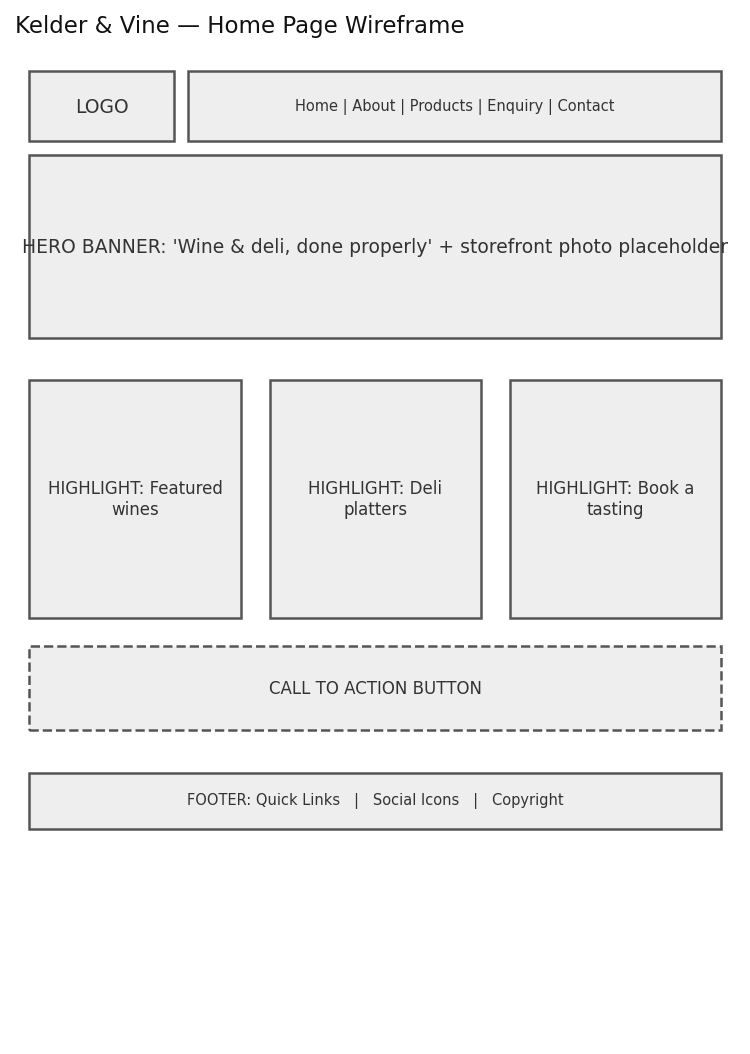 Kelder & Vine — Home Page Wireframe
LOGO
Home | About | Products | Enquiry | Contact
HERO BANNER: 'Wine & deli, done properly' + storefront photo placeholder
HIGHLIGHT: Featured
wines
HIGHLIGHT: Deli
platters
HIGHLIGHT: Book a
tasting
CALL TO ACTION BUTTON
FOOTER: Quick Links | Social Icons | Copyright